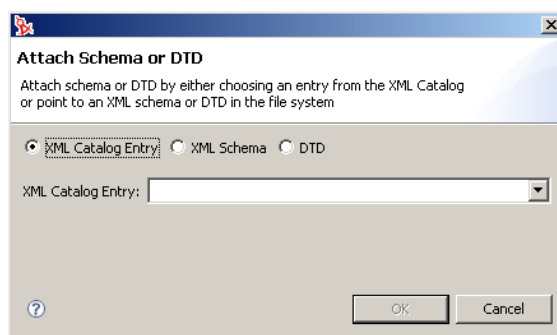 Attach Schema or DTD
Attach schema or DTD by either choosing an entry from the XML Catalog
or point to an XML schema or DTD in the file system
XML Catalog Entry XML Schema DTD
XML Catalog Entry:
? OK Cancel